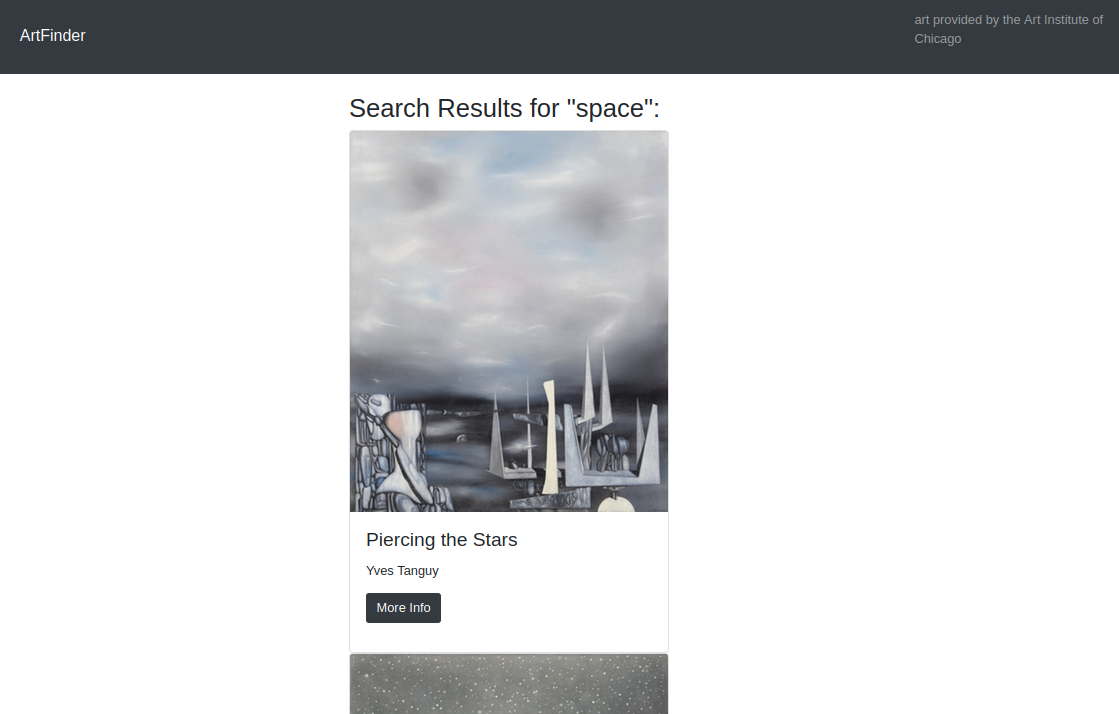 ArtFinder
art provided by the Art Institute of
Chicago
Search Results for "space":
Piercing the Stars
Yves Tanguy
More Info